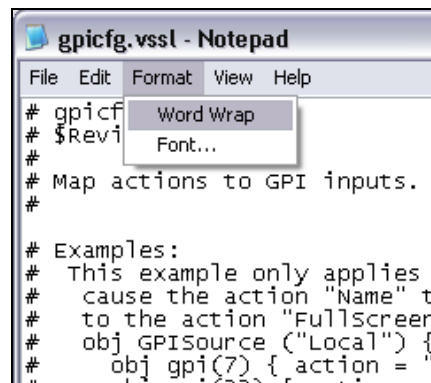 gpicfg.vssl - Notepad
File Edit Format View Help
# gpicf
Word Wrap
# $Revi
Font...
#
# Map actions to GPI inputs.
#
# Examples:
# This example only applies
# cause the action "Name" t
# to the action "FullScreen
# obj GPISource ("Local") {
# obj gpi(7) { action = "